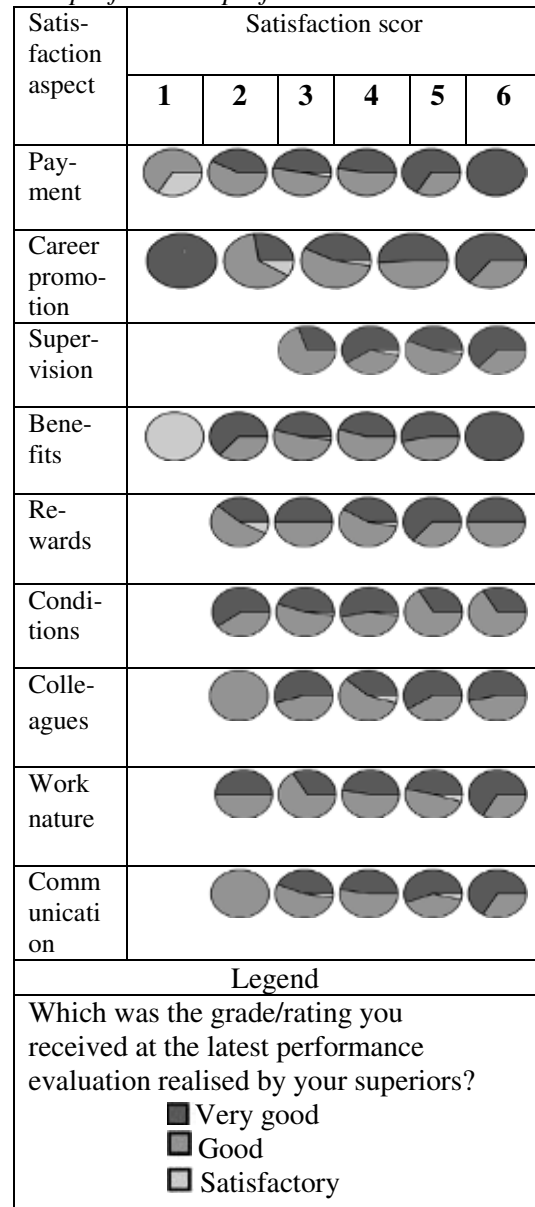 Satis-
faction
aspect
Satisfaction scor
1 2 3 4 5 6
Pay-
ment
Career
promo-
tion
Super-
vision
Bene-
fits
Re-
wards
Condi-
tions
Colle-
agues
Work
nature
Comm
unicati
on
Legend
Which was the grade/rating you
received at the latest performance
evaluation realised by your superiors?
Very good
Good
Satisfactory